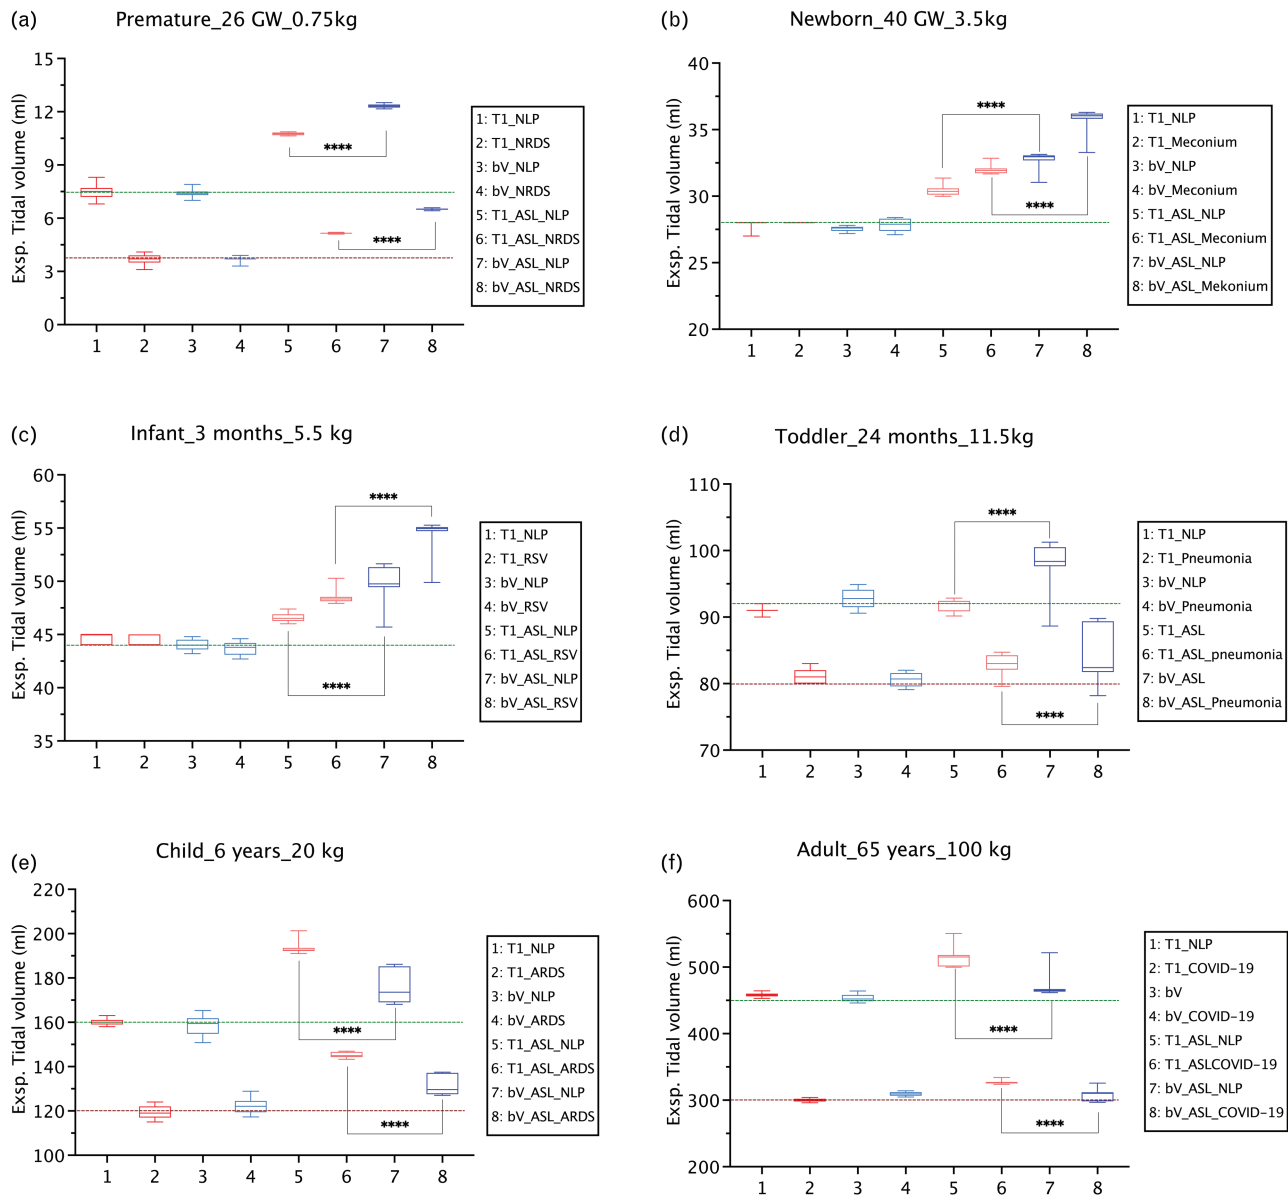 (a)
Premature_26 GW_0.75kg
Exsp. Tidal volume (ml)
15
12
9
6
3
0
****
****
1 2 3 4 5 6 7 8
1: T1_NLP
2: T1_NRDS
3: bV_NLP
4: bV_NRDS
5: T1_ASL_NLP
6: T1_ASL_NRDS
7: bV_ASL_NLP
8: bV_ASL_NRDS
(b)
Newborn_40 GW_3.5kg
Exsp. Tidal volume (ml)
40
35
30
25
20
****
****
1 2 3 4 5 6 7 8
1: T1_NLP
2: T1_Meconium
3: bV_NLP
4: bV_Meconium
5: T1_ASL_NLP
6: T1_ASL_Meconium
7: bV_ASL_NLP
8: bV_ASL_Mekonium
(c)
Infant_3 months_5.5 kg
Exsp. Tidal volume (ml)
60
55
50
45
40
35
****
****
1 2 3 4 5 6 7 8
1: T1_NLP
2: T1_RSV
3: bV_NLP
4: bV_RSV
5: T1_ASL_NLP
6: T1_ASL_RSV
7: bV_ASL_NLP
8: bV_ASL_RSV
(d)
Toddler_24 months_11.5kg
Exsp. Tidal volume (ml)
110
100
90
80
70
****
****
1 2 3 4 5 6 7 8
1: T1_NLP
2: T1_Pneumonia
3: bV_NLP
4: bV_Pneumonia
5: T1_ASL
6: T1_ASL_pneumonia
7: bV_ASL
8: bV_ASL_Pneumonia
(e)
Child_6 years_20 kg
Exsp. Tidal volume (ml)
220
200
180
160
140
120
100
****
****
1 2 3 4 5 6 7 8
1: T1_NLP
2: T1_ARDS
3: bV_NLP
4: bV_ARDS
5: T1_ASL_NLP
6: T1_ASL_ARDS
7: bV_ASL_NLP
8: bV_ASL_ARDS
(f)
Adult_65 years_100 kg
Exsp. Tidal volume (ml)
600
500
400
300
200
****
****
1 2 3 4 5 6 7 8
1: T1_NLP
2: T1_COVID-19
3: bV
4: bV_COVID-19
5: T1_ASL_NLP
6: T1_ASLCOVID-19
7: bV_ASL_NLP
8: bV_ASL_COVID-19